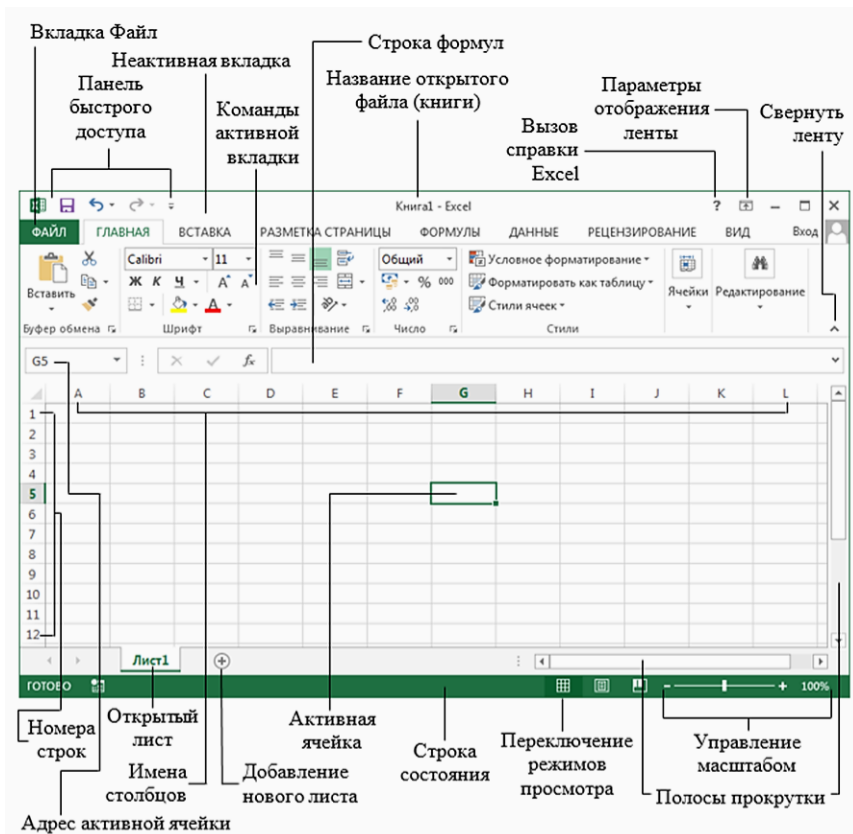 Вкладка Файл
Неактивная вкладка
Панель
быстрого
доступа
Команды
активной
вкладки
Строка формул
Название открытого
файла (книги)
Вызов
справки
Excel
Параметры
отображения
ленты
Свернуть
ленту
Книга1 - Excel
?
ФАЙЛ ГЛАВНАЯ ВСТАВКА РАЗМЕТКА СТРАНИЦЫ ФОРМУЛЫ ДАННЫЕ РЕЦЕНЗИРОВАНИЕ ВИД Вход
Calibri 11 Общий Условное форматирование
Вставить Ж К Ч A A % 000 Форматировать как таблицу Ячейки Редактирование
A ,00 Стили ячеек
Буфер обмена Шрифт Выравнивание Число Стили
G5 fx
A B C D E F G H I J K L
1
2
3
4
5
6
7
8
9
10
11
12
Лист1
ГОТОВО 100%
Номера
строк
Открытый
лист
Имена
столбцов
Добавление
нового листа
Активная
ячейка
Строка
состояния
Переключение
режимов
просмотра
Управление
масштабом
Полосы прокрутки
Адрес активной ячейки